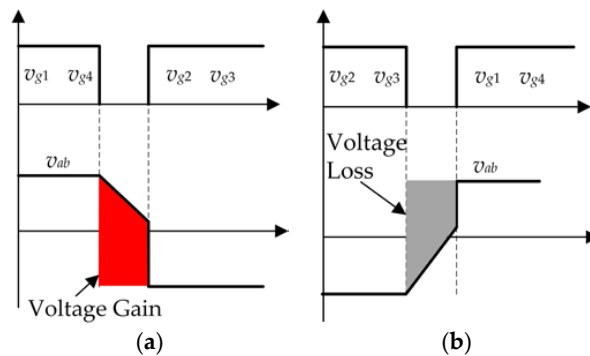 vg1 vg4
vg2 vg3
vab
Voltage Gain
(a)
vg2 vg3
vg1 vg4
Voltage
Loss
vab
(b)